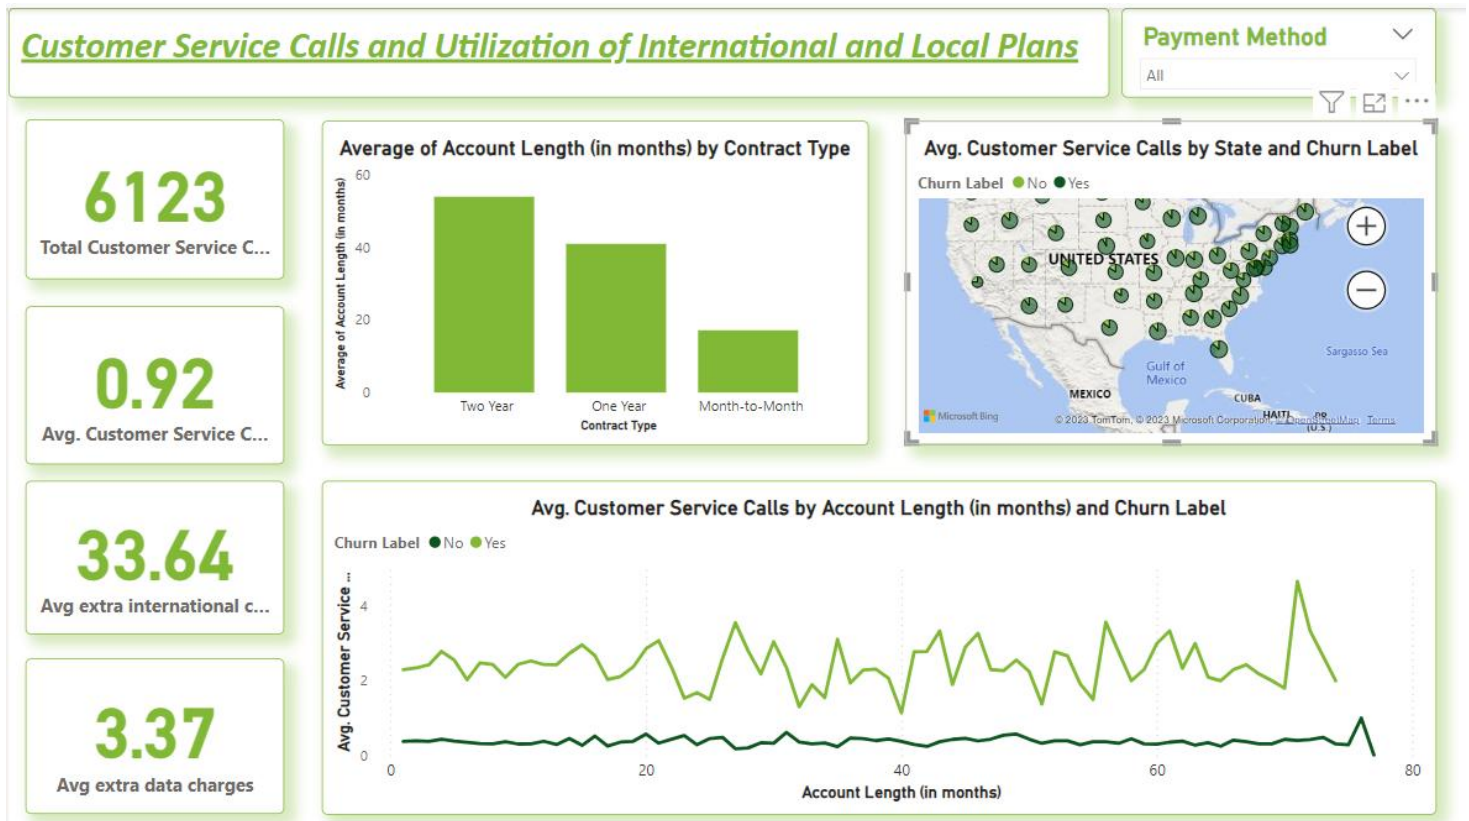 Customer Service Calls and Utilization of International and Local Plans
Payment Method
All
6123
Total Customer Service C...
0.92
Avg. Customer Service C...
33.64
Avg extra international c...
3.37
Avg extra data charges
Average of Account Length (in months) by Contract Type
Average of Account Length (in months)
60
40
20
0
Two Year
One Year
Month-to-Month
Contract Type
Avg. Customer Service Calls by State and Churn Label
Churn Label No Yes
UNITED STATES
Sargasso Sea
Gulf of
Mexico
MEXICO
CUBA
HAITI
PR
(U.S.)
Microsoft Bing
© 2023 TomTom, © 2023 Microsoft Corporation, © OpenStreetMap Terms
Avg. Customer Service Calls by Account Length (in months) and Churn Label
Churn Label No Yes
Avg. Customer Service ...
4
2
0
0 20 40 60 80
Account Length (in months)